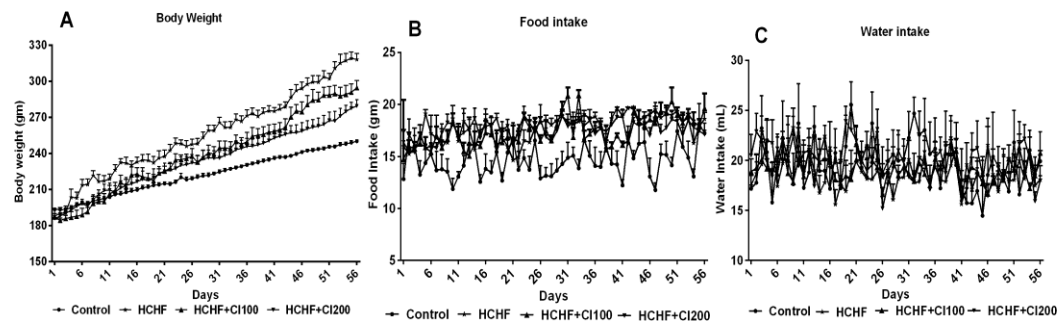 A
Body Weight
Body weight (gm)
330
300
270
240
210
180
150
1 6 11 16 21 26 31 36 41 46 51 56
Days
Control HCHF HCHF+CI100 HCHF+CI200
B
Food intake
Food Intake (gm)
25
20
15
10
5
1 6 11 16 21 26 31 36 41 46 51 56
Days
Control HCHF HCHF+CI100 HCHF+CI200
C
Water intake
Water Intake (mL)
30
25
20
15
10
1 6 11 16 21 26 31 36 41 46 51 56
Days
Control HCHF HCHF+CI100 HCHF+CI200